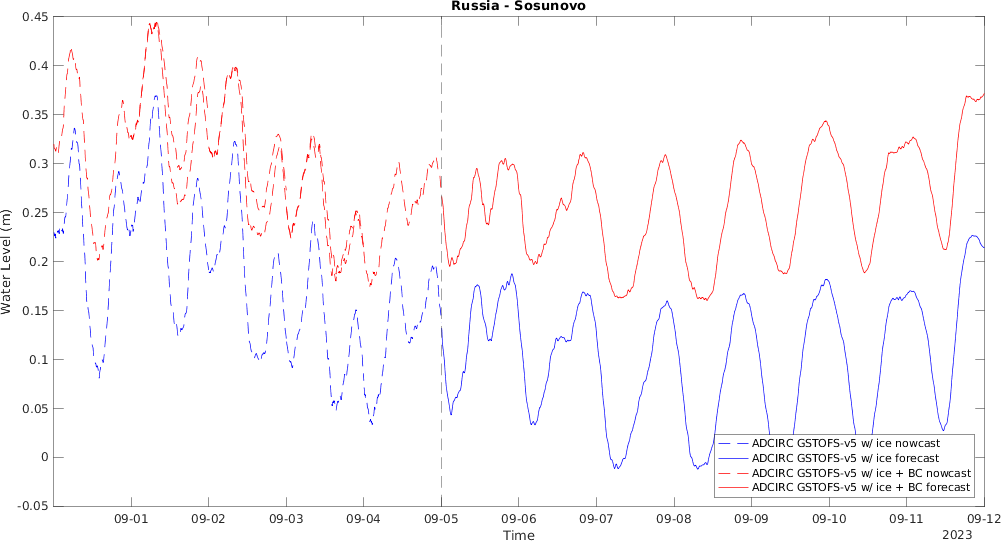 Russia - Sosunovo
0.45
0.4
0.35
0.3
0.25
0.2
0.15
0.1
0.05
0
-0.05
Water Level (m)
ADCIRC GSTOFS-v5 w/ ice nowcast
ADCIRC GSTOFS-v5 w/ ice forecast
ADCIRC GSTOFS-v5 w/ ice + BC nowcast
ADCIRC GSTOFS-v5 w/ ice + BC forecast
09-01 09-02 09-03 09-04 09-05 09-06 09-07 09-08 09-09 09-10 09-11 09-12
Time
2023